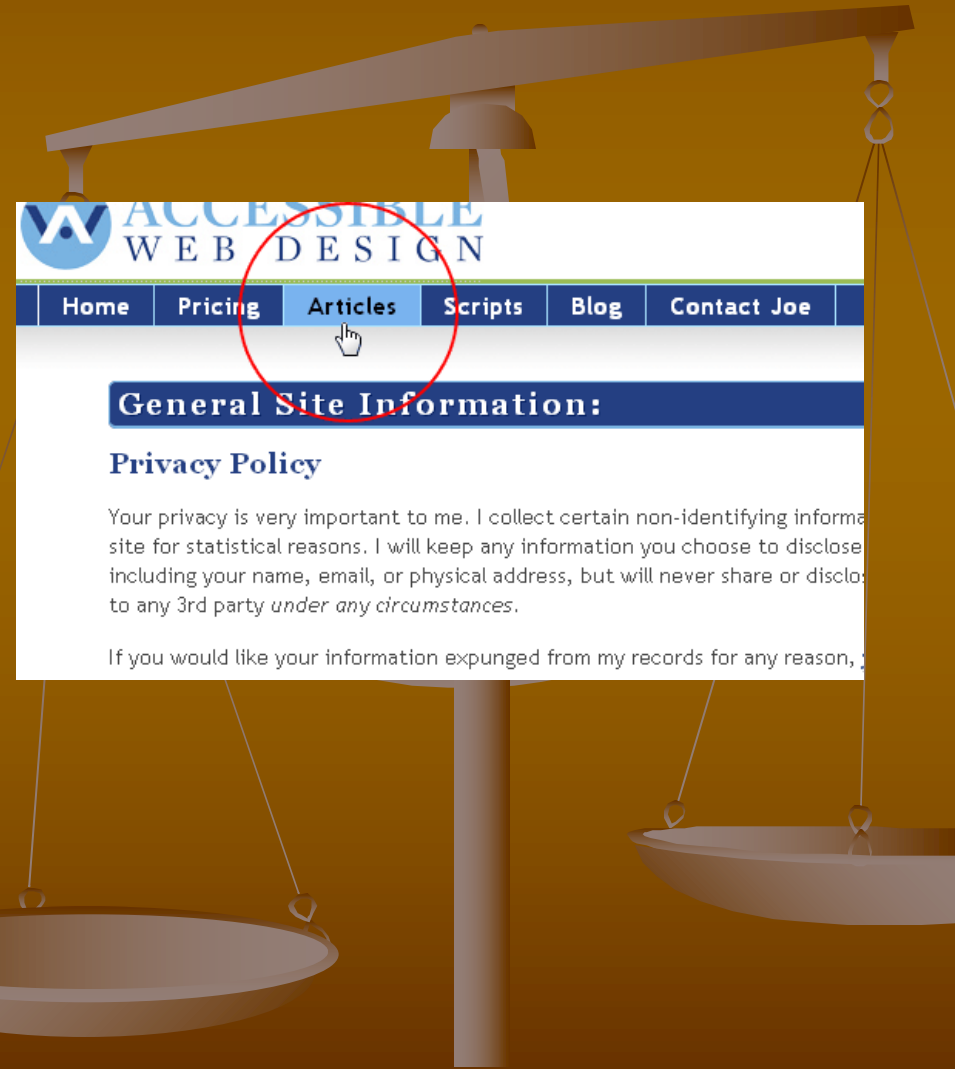 ACCESSIBLE
WEB DESIGN
Home Pricing Articles Scripts Blog Contact Joe
General Site Information:
Privacy Policy
Your privacy is very important to me. I collect certain non-identifying informa
site for statistical reasons. I will keep any information you choose to disclose
including your name, email, or physical address, but will never share or disclo
to any 3rd party under any circumstances.
If you would like your information expunged from my records for any reason,